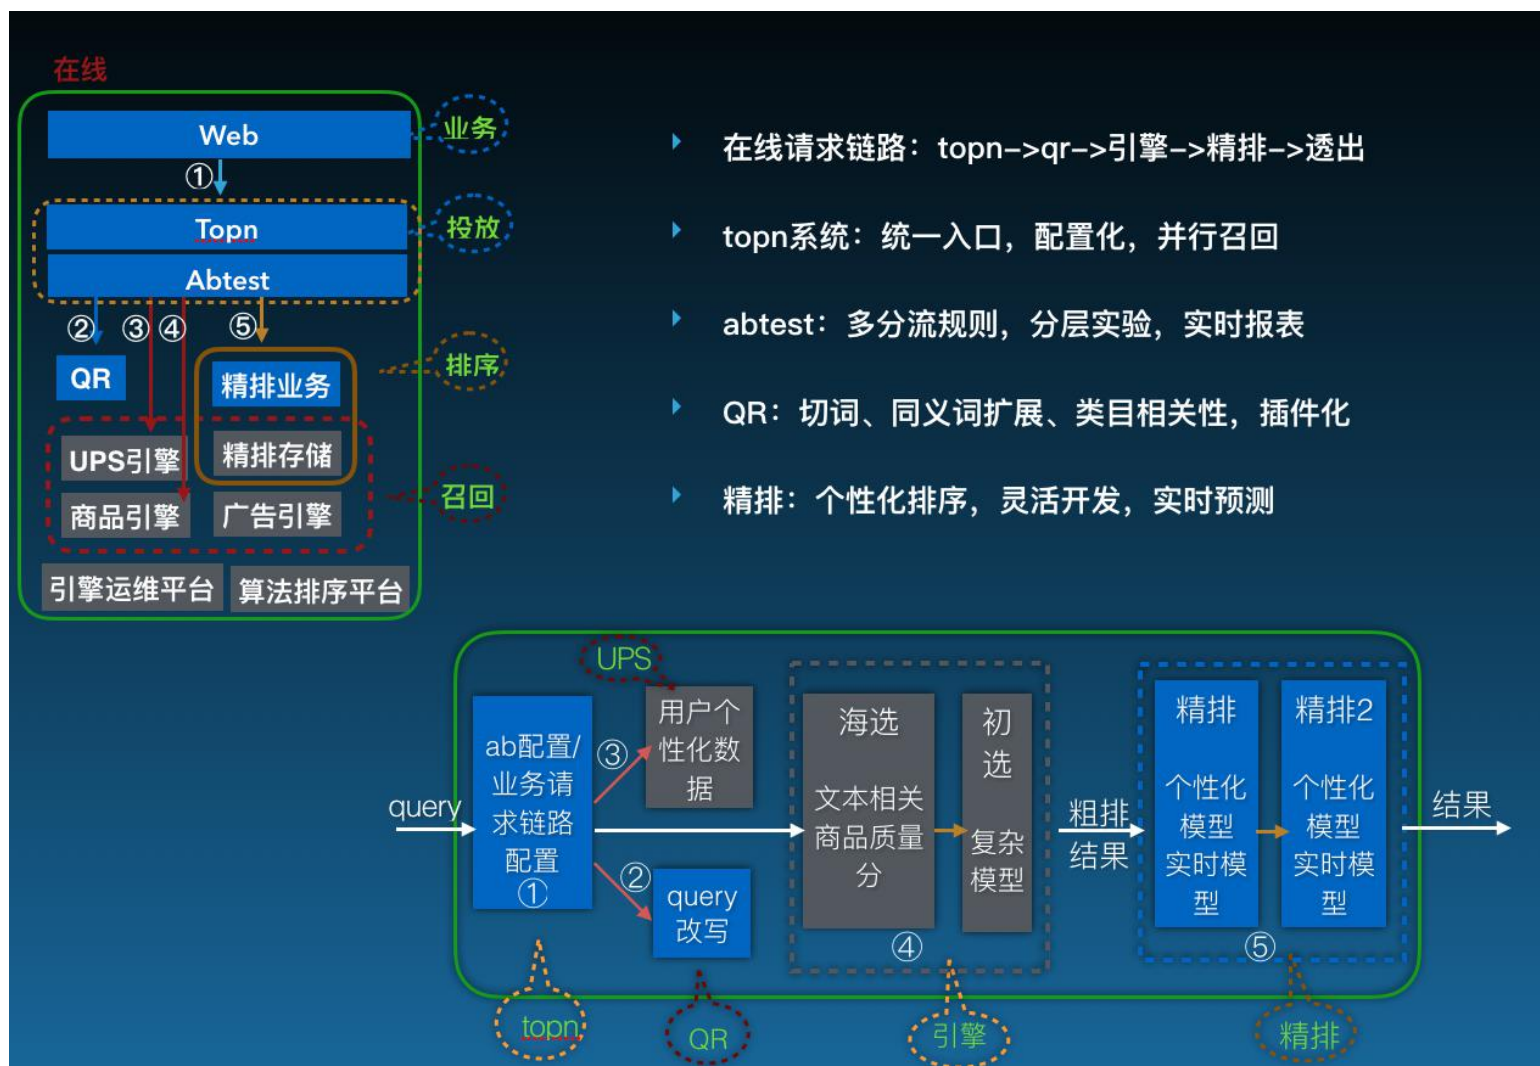 在线
Web
业务
①
Topn
投放
Abtest
②
③
④
⑤
QR
精排业务
排序
UPS引擎
精排存储
商品引擎
广告引擎
召回
引擎运维平台
算法排序平台
在线请求链路：topn->qr->引擎->精排->透出
topn系统：统一入口，配置化，并行召回
abtest：多分流规则，分层实验，实时报表
QR：切词、同义词扩展、类目相关性，插件化
精排：个性化排序，灵活开发，实时预测
query
ab配置/
业务请
求链路
配置
①
UPS
③
用户个
性化数
据
②
query
改写
海选
文本相关
商品质量
分
初
选
复杂
模型
④
粗排
结果
精排
个性化
模型
实时模
型
精排2
个性化
模型
实时模
型
⑤
结果
topn
QR
引擎
精排